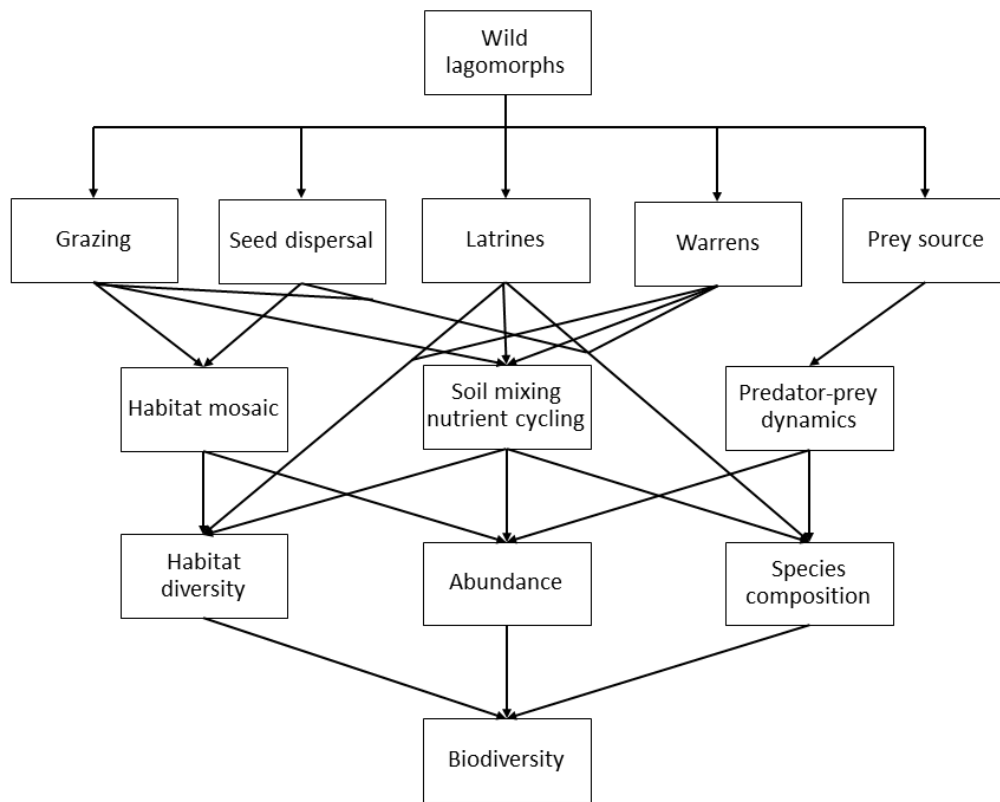 Wild
lagomorphs
Grazing
Seed dispersal
Latrines
Warrens
Prey source
Habitat mosaic
Soil mixing
nutrient cycling
Predator-prey
dynamics
Habitat
diversity
Abundance
Species
composition
Biodiversity